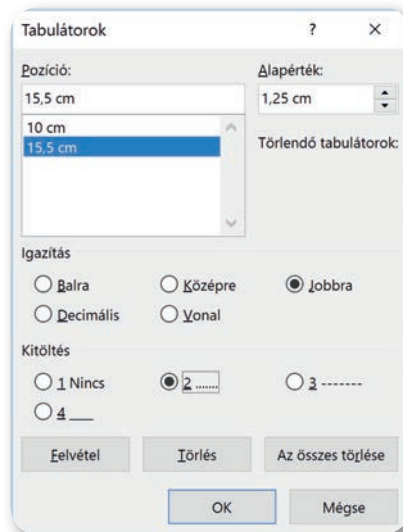 Tabulátorok ? ×
Pozíció: Alapérték:
15,5 cm 1,25 cm
10 cm Törlendő tabulátorok:
15,5 cm
Igazítás
Balra Középre Jobbra
Decimális Vonal
Kitöltés
1 Nincs 2 ....... 3 -------
4 ___
Felvétel Törlés Az összes törlése
OK Mégse